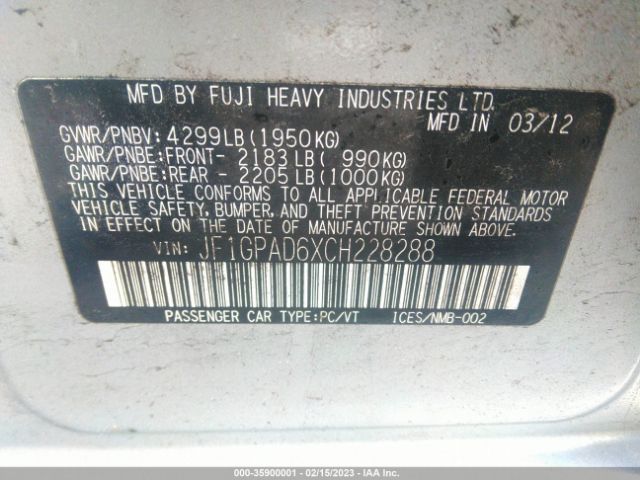 MFD BY FUJI HEAVY INDUSTRIES LTD.
MFD IN 03/12
GVWR/PNBV: 4299LB(1950KG)
GAWR/PNBE:FRONT- 2183LB( 990KG)
GAWR/PNBE:REAR - 2205LB(1000KG)
THIS VEHICLE CONFORMS TO ALL APPLICABLE FEDERAL MOTOR
VEHICLE SAFETY, BUMPER, AND THEFT PREVENTION STANDARDS
IN EFFECT ON THE DATE OF MANUFACTURE SHOWN ABOVE.
VIN: JF1GPAD6XCH228288
PASSENGER CAR TYPE:PC/VT ICES/NMB-002
000-35900001 - 02/15/2023 - IAA Inc.